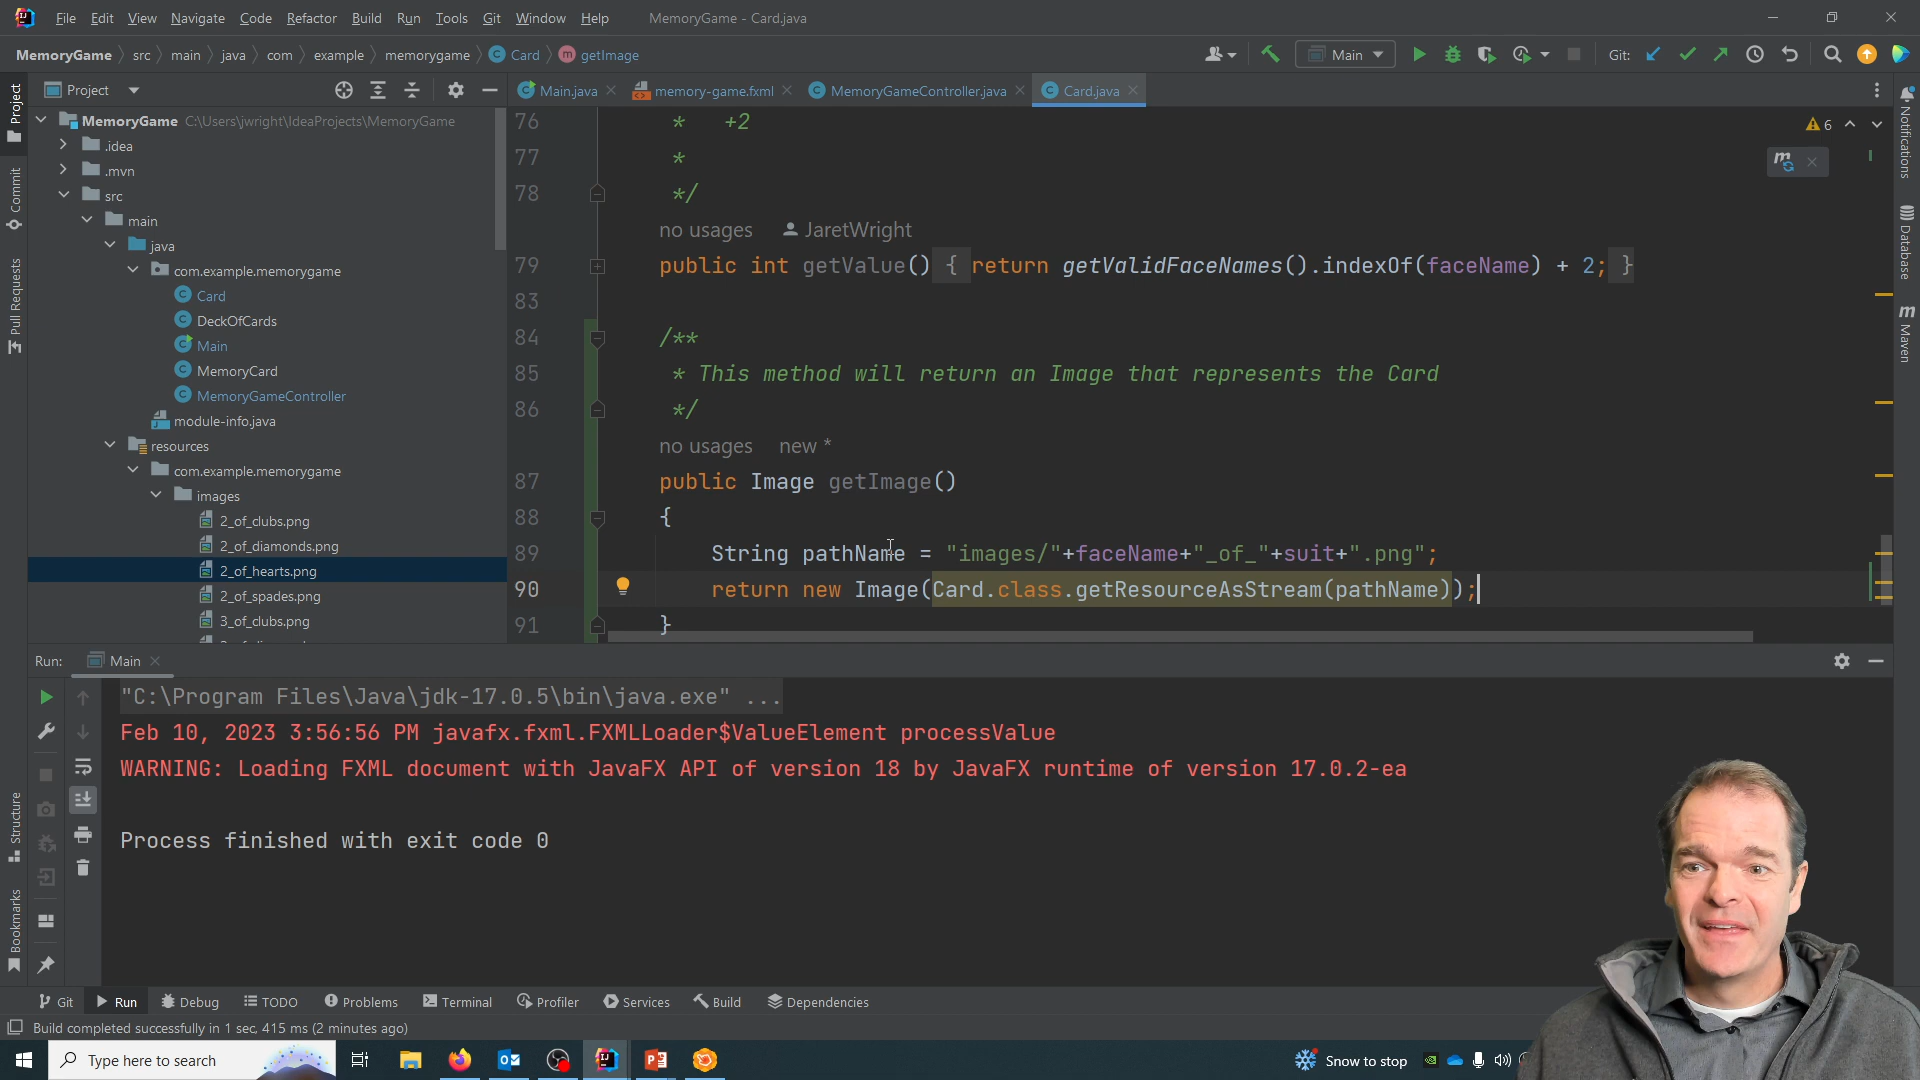 File Edit View Navigate Code Refactor Build Run Tools Git Window Help MemoryGame - Card.java
MemoryGame src main java com example memorygame Card getImage Main Git:
Project Main.java memory-game.fxml MemoryGameController.java Card.java
MemoryGame C:\Users\jwright\IdeaProjects\MemoryGame
.idea
.mvn
src
main
java
com.example.memorygame
Card
DeckOfCards
Main
MemoryCard
MemoryGameController
module-info.java
resources
com.example.memorygame
images
2_of_clubs.png
2_of_diamonds.png
2_of_hearts.png
2_of_spades.png
3_of_clubs.png
Project
Commit
Pull Requests
Structure
Bookmarks
6
76 * +2
77 *
78 */
no usages JaretWright
79 public int getValue() { return getValidFaceNames().indexOf(faceName) + 2; }
83
84 /**
85 * This method will return an Image that represents the Card
86 */
no usages new *
87 public Image getImage()
88 {
89 String pathName = "images/"+faceName+"_of_"+suit+".png";
90 return new Image(Card.class.getResourceAsStream(pathName));
91 }
Notifications
Database
Maven
Run: Main
"C:\Program Files\Java\jdk-17.0.5\bin\java.exe" ...
Feb 10, 2023 3:56:56 PM javafx.fxml.FXMLLoader$ValueElement processValue
WARNING: Loading FXML document with JavaFX API of version 18 by JavaFX runtime of version 17.0.2-ea
Process finished with exit code 0
Git Run Debug TODO Problems Terminal Profiler Services Build Dependencies
Build completed successfully in 1 sec, 415 ms (2 minutes ago)
Type here to search Snow to stop